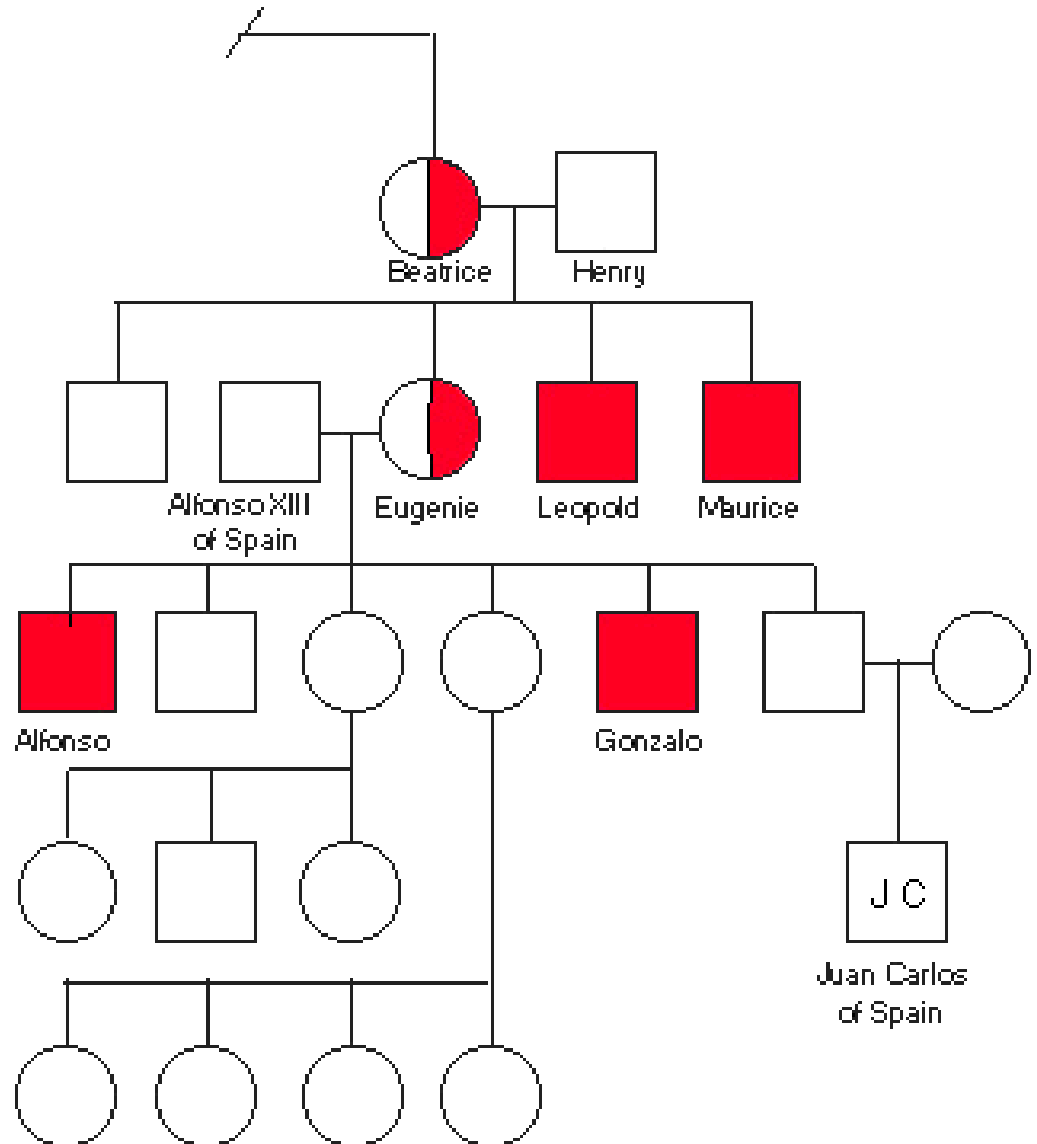 Beatrice
Henry
Alfonso XIII
of Spain
Eugenie
Leopold
Maurice
Alfonso
Gonzalo
J C
Juan Carlos
of Spain